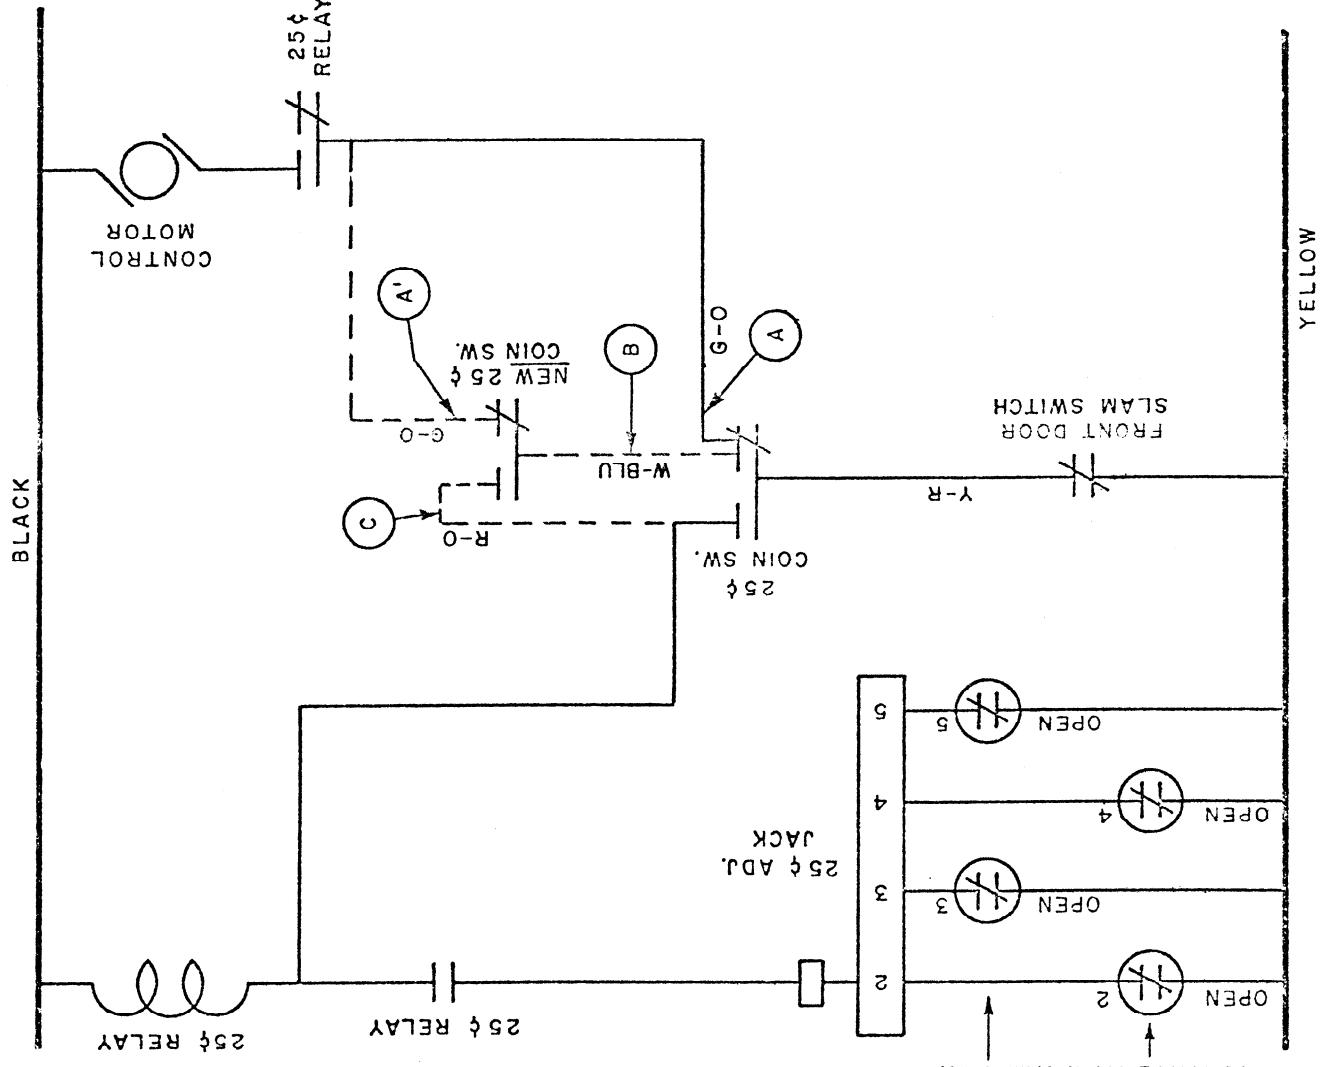 25¢
RELAY
CONTROL
MOTOR
BLACK
YELLOW
A'
NEW 25¢
COIN SW.
B
G-O
A
G-O
W-BLU
C
R-O
25¢
COIN SW.
Y-R
FRONT DOOR
SLAM SWITCH
25¢ ADJ.
JACK
5
5
OPEN
4
4
OPEN
3
3
OPEN
2
2
OPEN
25¢ RELAY
25¢ RELAY